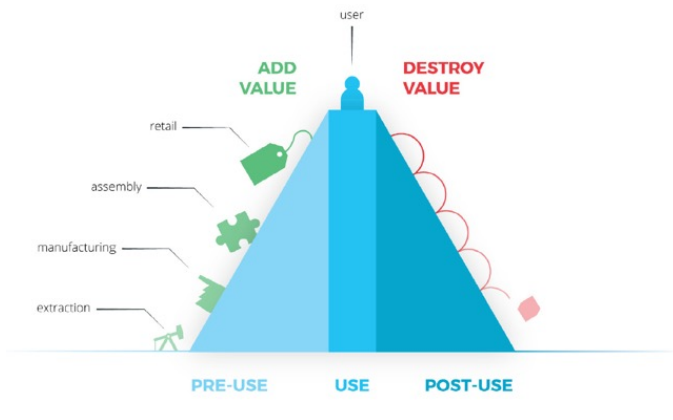 user
ADD
VALUE
DESTROY
VALUE
retail
assembly
manufacturing
extraction
PRE-USE
USE
POST-USE